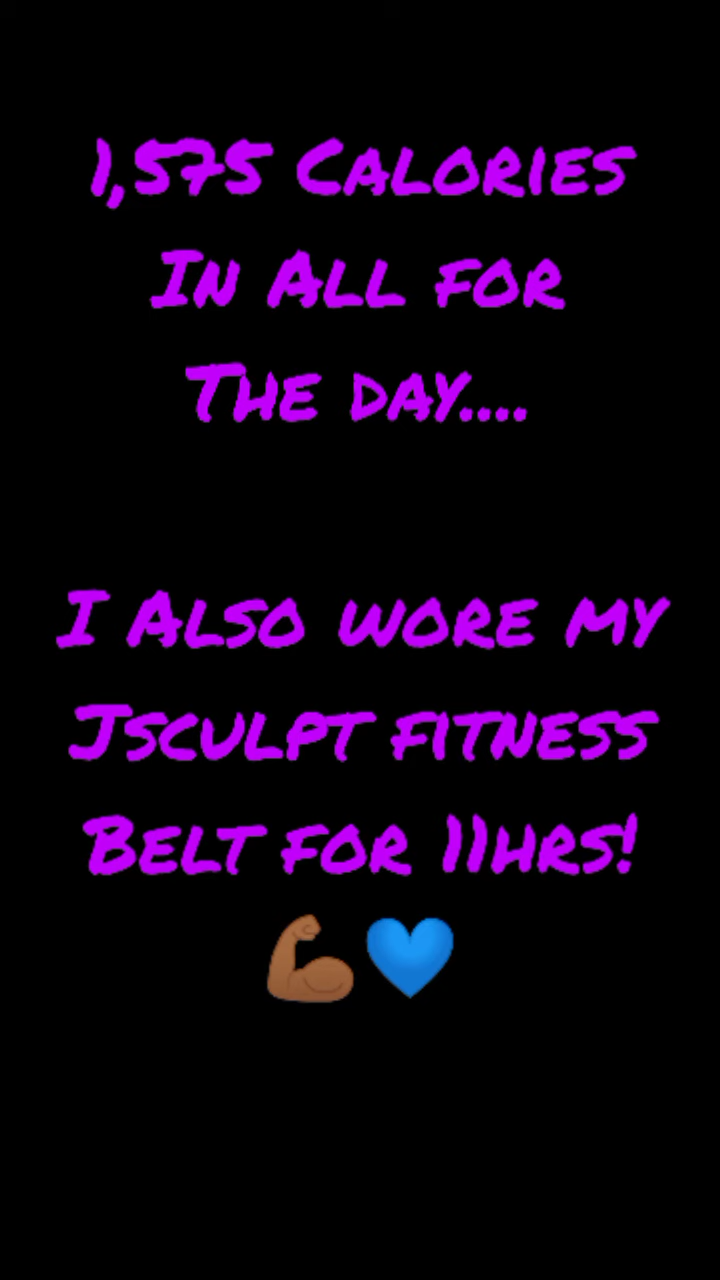 1,575 Calories
In All for
The day....
I Also wore my
Jsculpt fitness
Belt for 11hrs!
💪🏾💙